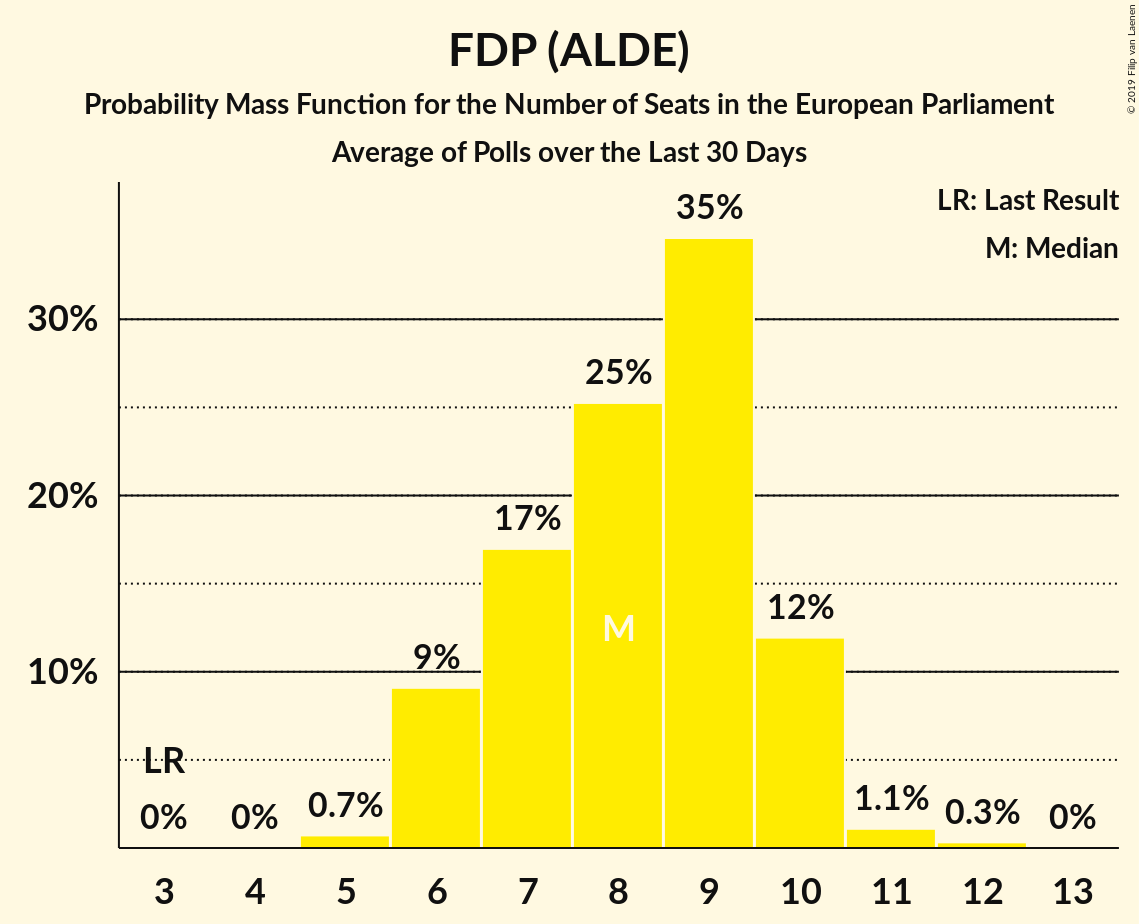 FDP (ALDE)
Probability Mass Function for the Number of Seats in the European Parliament
Average of Polls over the Last 30 Days
© 2019 Filip van Laenen
LR: Last Result
M: Median
35%
30%
25%
20%
17%
M
12%
9%
10%
LR
0%
0%
0.7%
1.1%
0.3%
0%
3 4 5 6 7 8 9 10 11 12 13